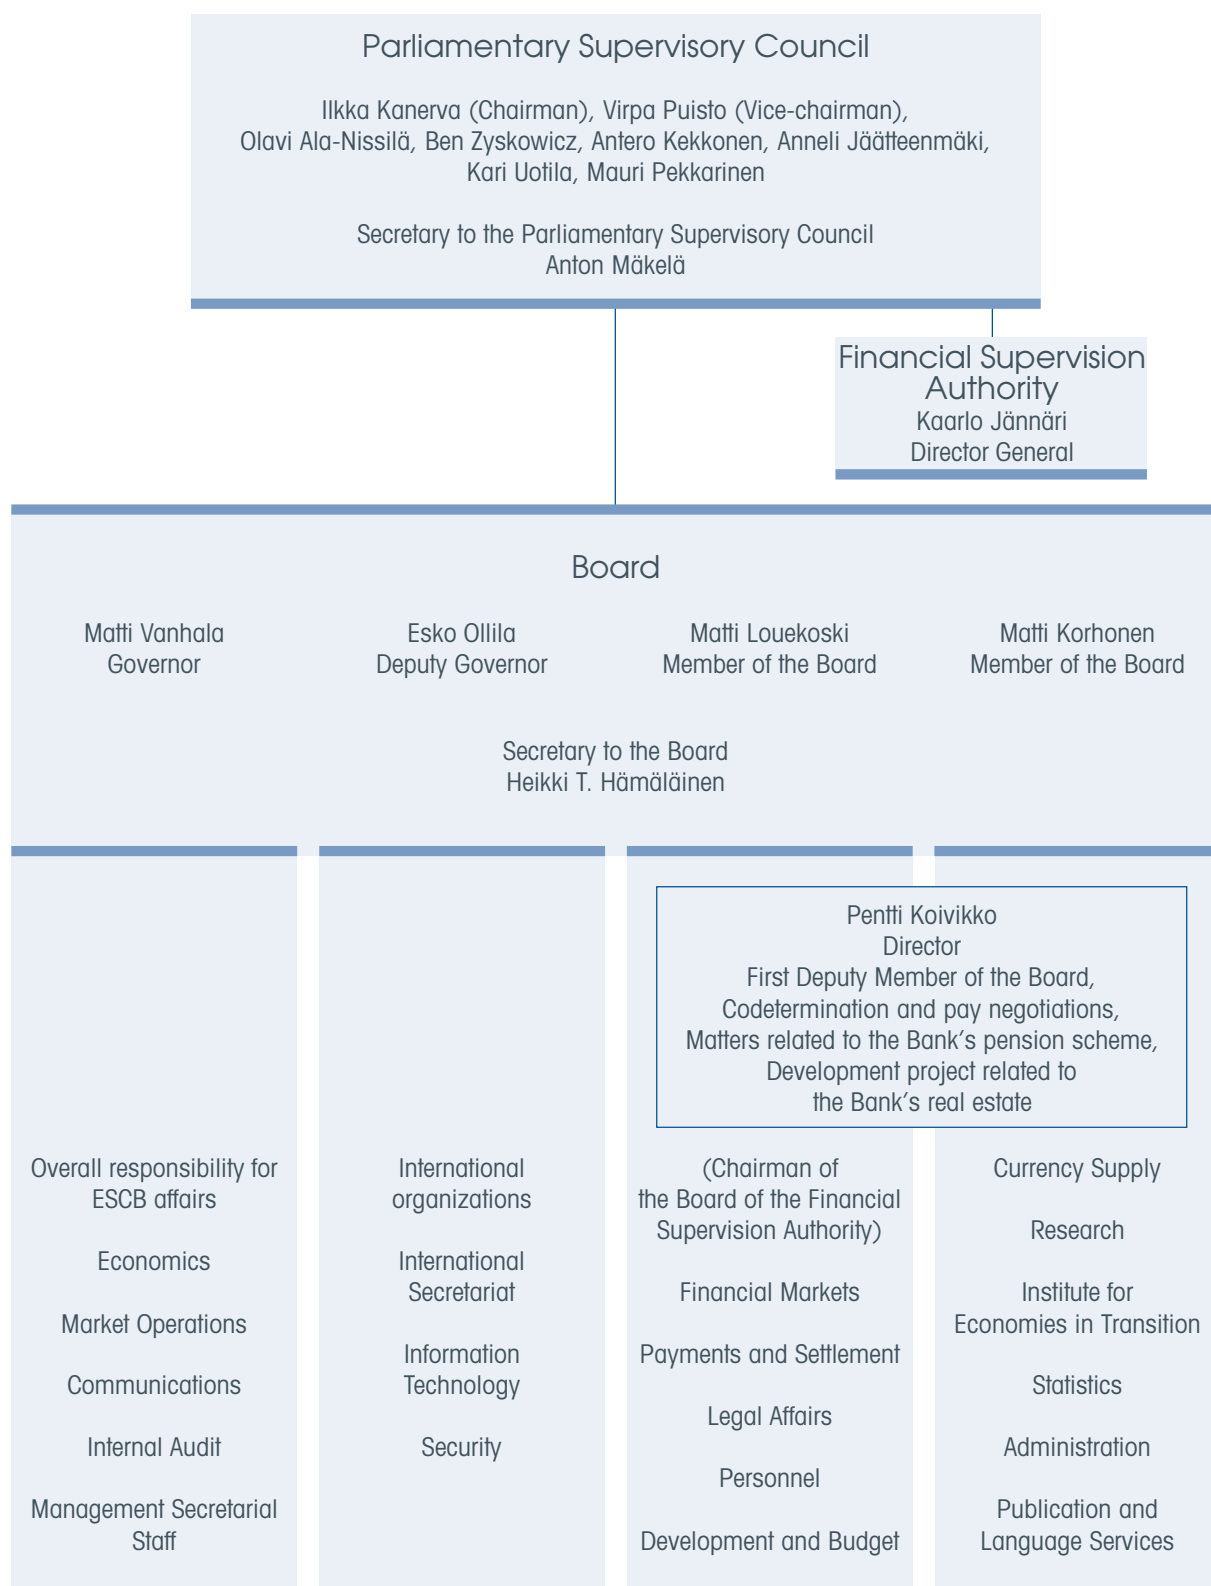 Parliamentary Supervisory Council
Ilkka Kanerva (Chairman), Virpa Puisto (Vice-chairman),
Olavi Ala-Nissilä, Ben Zyskowicz, Antero Kekkonen, Anneli Jäätteenmäki,
Kari Uotila, Mauri Pekkarinen
Secretary to the Parliamentary Supervisory Council
Anton Mäkelä
Financial Supervision
Authority
Kaarlo Jännäri
Director General
Board
Matti Vanhala
Governor
Esko Ollila
Deputy Governor
Matti Louekoski
Member of the Board
Matti Korhonen
Member of the Board
Secretary to the Board
Heikki T. Hämäläinen
Pentti Koivikko
Director
First Deputy Member of the Board,
Codetermination and pay negotiations,
Matters related to the Bank's pension scheme,
Development project related to
the Bank's real estate
Overall responsibility for
ESCB affairs
Economics
Market Operations
Communications
Internal Audit
Management Secretarial
Staff
International
organizations
International
Secretariat
Information
Technology
Security
(Chairman of
the Board of the Financial
Supervision Authority)
Financial Markets
Payments and Settlement
Legal Affairs
Personnel
Development and Budget
Currency Supply
Research
Institute for
Economies in Transition
Statistics
Administration
Publication and
Language Services